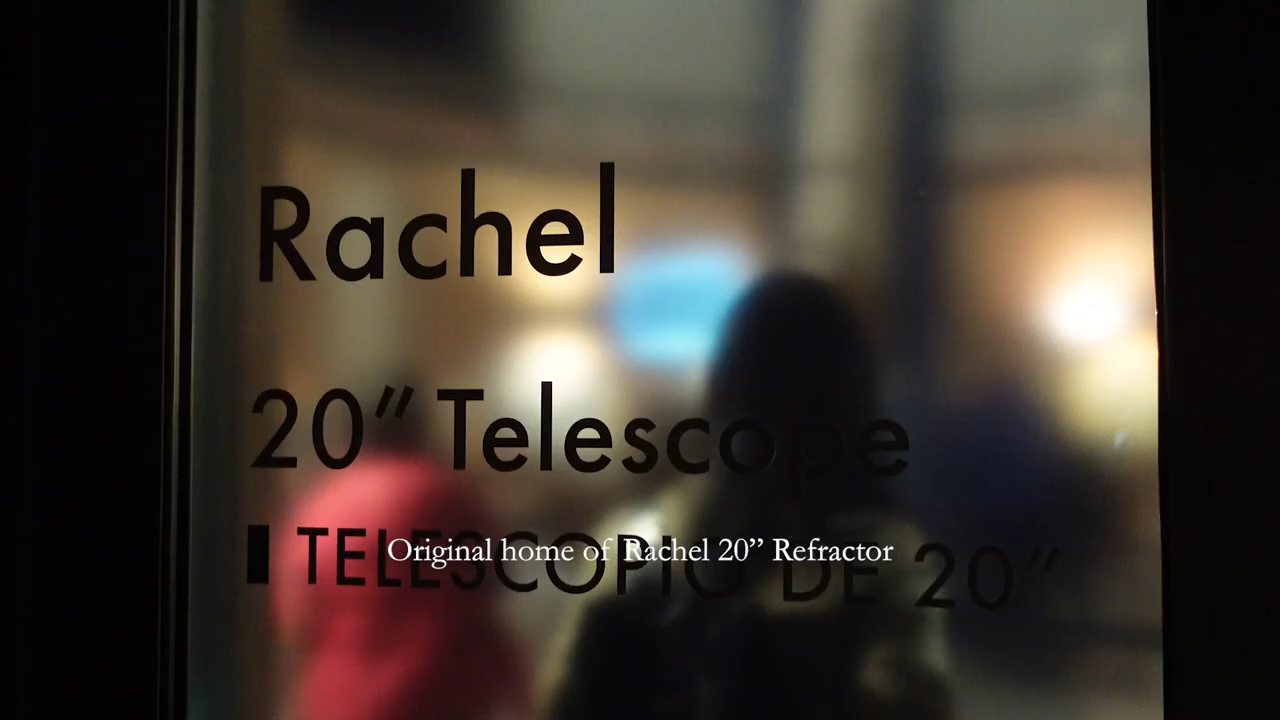 Rachel
20″ Telescope
TELESCOPIO DE 20″
Original home of Rachel 20” Refractor